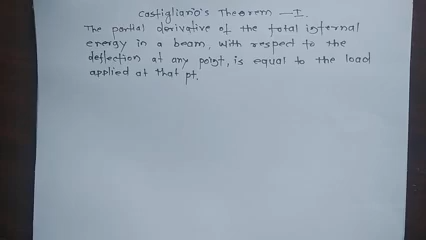 Castigliano's Theorem — I.
The partial derivative of the total internal
energy in a beam, with respect to the
deflection at any point, is equal to the load
applied at that pt.